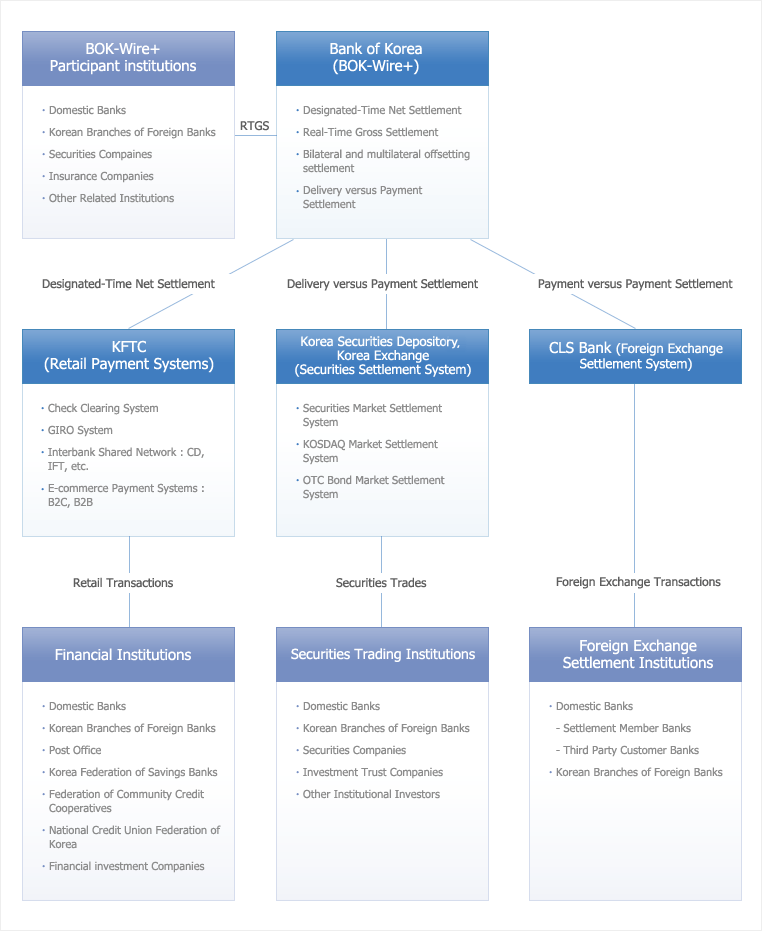 BOK-Wire+
Participant institutions
· Domestic Banks
· Korean Branches of Foreign Banks
· Securities Compaines
· Insurance Companies
· Other Related Institutions
RTGS
Bank of Korea
(BOK-Wire+)
· Designated-Time Net Settlement
· Real-Time Gross Settlement
· Bilateral and multilateral offsetting
settlement
· Delivery versus Payment
Settlement
Designated-Time Net Settlement
Delivery versus Payment Settlement
Payment versus Payment Settlement
KFTC
(Retail Payment Systems)
· Check Clearing System
· GIRO System
· Interbank Shared Network : CD,
IFT, etc.
· E-commerce Payment Systems :
B2C, B2B
Korea Securities Depository,
Korea Exchange
(Securities Settlement System)
· Securities Market Settlement
System
· KOSDAQ Market Settlement
System
· OTC Bond Market Settlement
System
CLS Bank (Foreign Exchange
Settlement System)
Retail Transactions
Securities Trades
Foreign Exchange Transactions
Financial Institutions
· Domestic Banks
· Korean Branches of Foreign Banks
· Post Office
· Korea Federation of Savings Banks
· Federation of Community Credit
Cooperatives
· National Credit Union Federation of
Korea
· Financial investment Companies
Securities Trading Institutions
· Domestic Banks
· Korean Branches of Foreign Banks
· Securities Companies
· Investment Trust Companies
· Other Institutional Investors
Foreign Exchange
Settlement Institutions
· Domestic Banks
- Settlement Member Banks
- Third Party Customer Banks
· Korean Branches of Foreign Banks